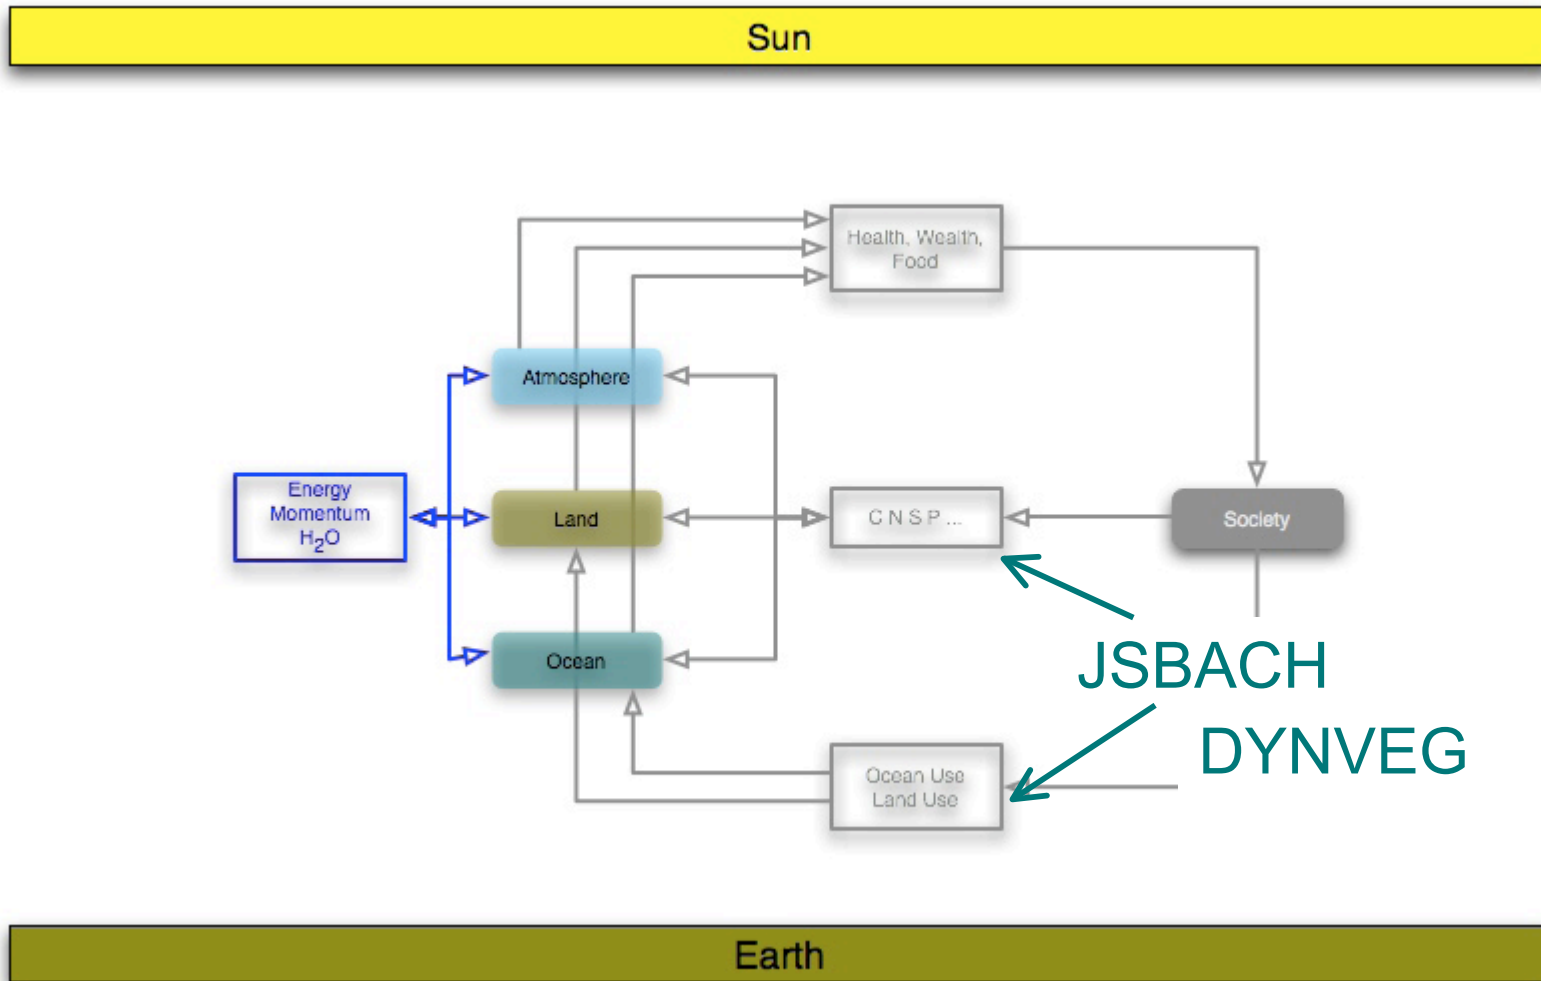 Sun
Health, Wealth,
Food
Atmosphere
Energy
Momentum
H₂O
Land
C N S P ...
Society
Ocean
JSBACH
DYNVEG
Ocean Use
Land Use
Earth